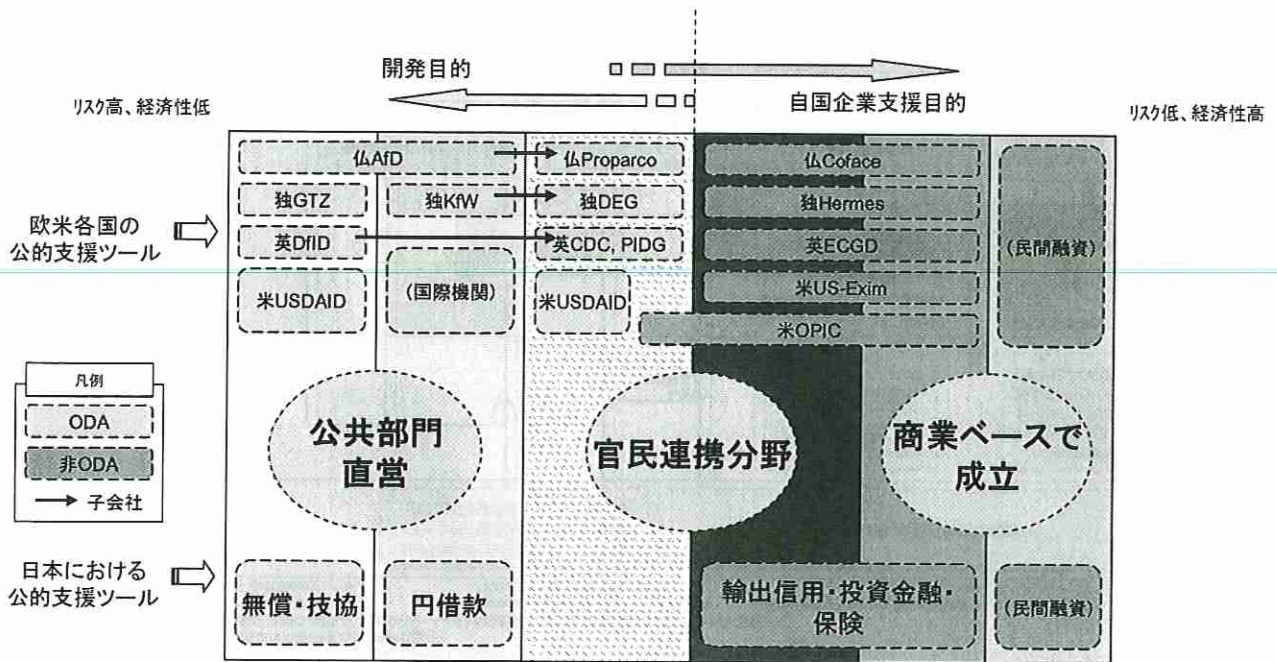 開発目的
自国企業支援目的
リスク高、経済性低
リスク低、経済性高
欧米各国の
公的支援ツール
仏AfD
仏Proparco
仏Coface
独GTZ
独KfW
独DEG
独Hermes
英DfID
英CDC, PIDG
英ECGD
米USDAID
(国際機関)
米USDAID
米US-Exim
米OPIC
(民間融資)
凡例
ODA
非ODA
子会社
公共部門
直営
官民連携分野
商業ベースで
成立
日本における
公的支援ツール
無償・技協
円借款
輸出信用・投資金融・
保険
(民間融資)